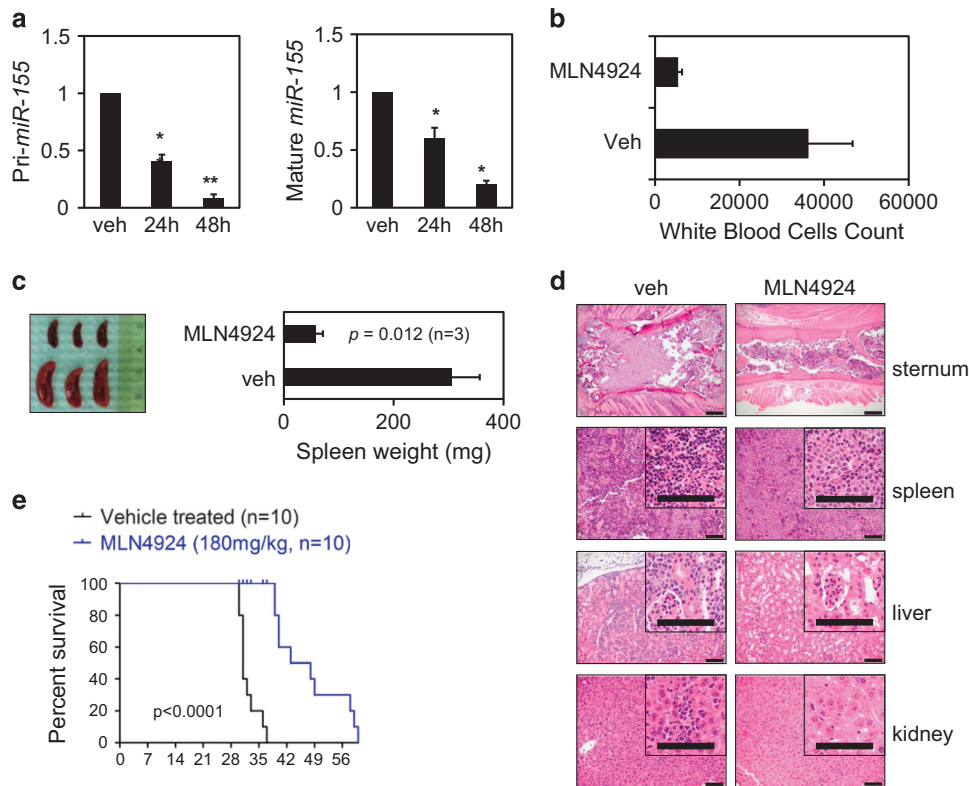 a
1.5
1
0.5
0
Pri-miR-155
veh 24h 48h
* **
1.5
1
0.5
0
Mature miR-155
veh 24h 48h
* *
b
MLN4924
Veh
0 20000 40000 60000
White Blood Cells Count
c
MLN4924
veh
p = 0.012 (n=3)
0 200 400
Spleen weight (mg)
d
veh MLN4924
sternum
spleen
liver
kidney
e
Vehicle treated (n=10)
MLN4924 (180mg/kg, n=10)
100
80
60
40
20
0
Percent survival
p<0.0001
0 7 14 21 28 35 42 49 56